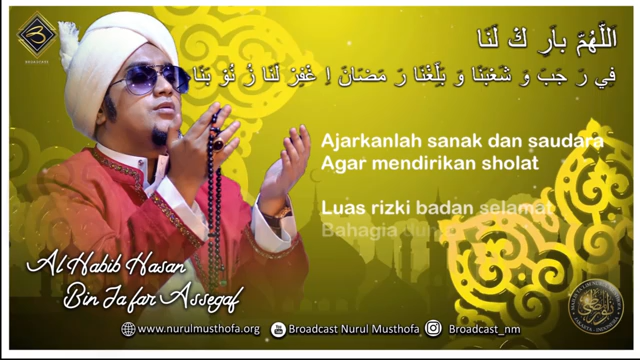 اللَّهُمَّ بَارِ كْ لَنَا
فِي رَ جَبَ وَ شَعْبَنَا وَ بَلِّغْنَا رَ مَضَانَ اِ غْفِرْ لَنَا ذُ نُوْ بَنَا
Ajarkanlah sanak dan saudara
Agar mendirikan sholat
Luas rizki badan selamat
Bahagia
Al Habib Hasan
Bin Ja'far Assegaf
www.nurulmusthofa.org Broadcast Nurul Musthofa Broadcast_nm